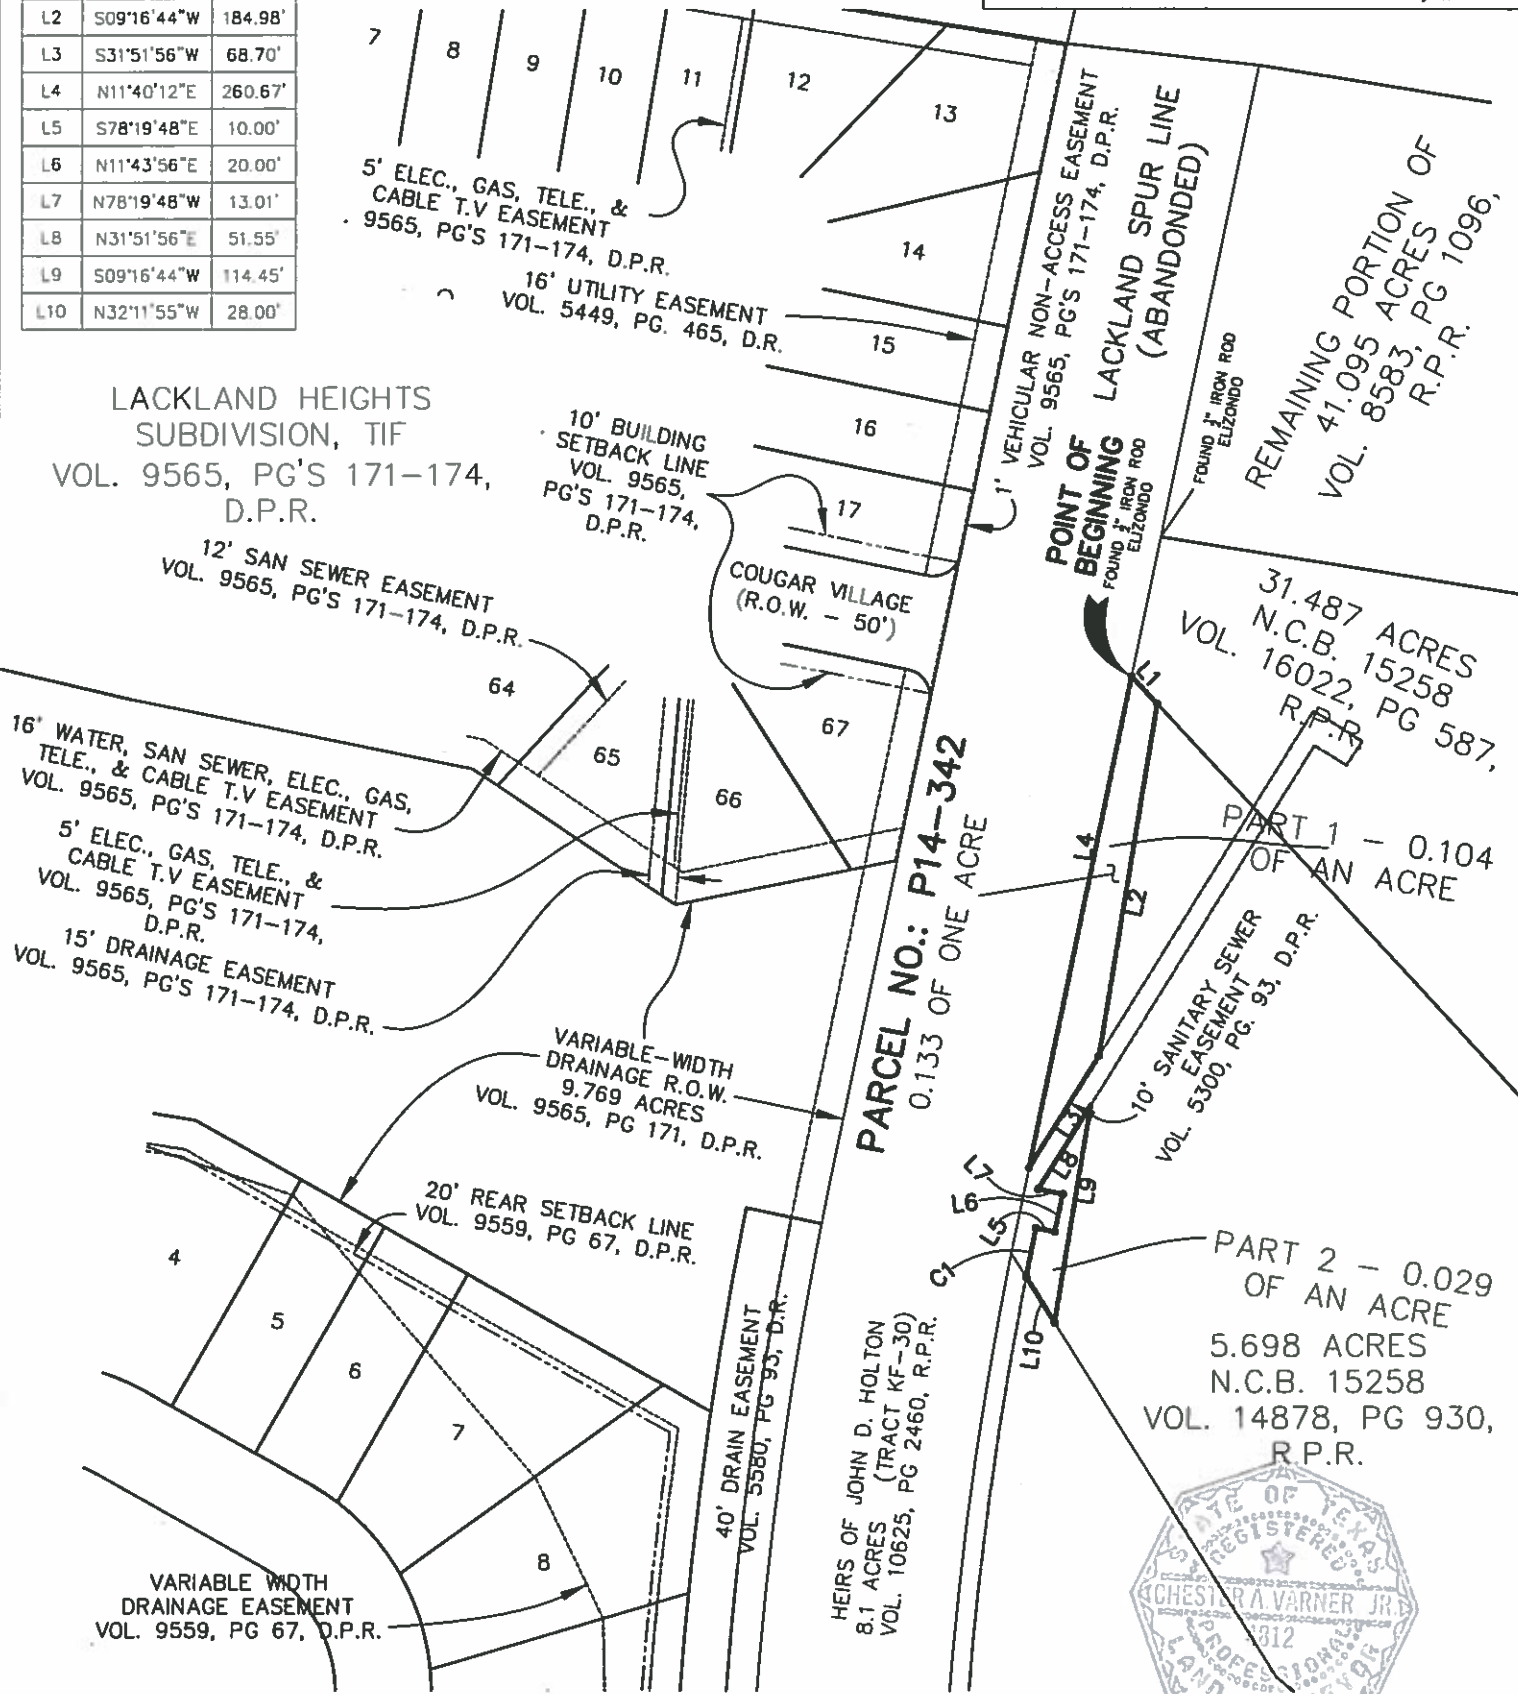 L2 S09°16'44"W 184.98'
L3 S31°51'56"W 68.70'
L4 N11°40'12"E 260.67'
L5 S78°19'48"E 10.00'
L6 N11°43'56"E 20.00'
L7 N78°19'48"W 13.01'
L8 N31°51'56"E 51.55'
L9 S09°16'44"W 114.45'
L10 N32°11'55"W 28.00'
7
8
9
10
11
12
13
14
15
16
17
5' ELEC., GAS, TELE., &
CABLE T.V EASEMENT
. 9565, PG'S 171-174, D.P.R.
16' UTILITY EASEMENT
VOL. 5449, PG. 465, D.R.
1' VEHICULAR NON-ACCESS EASEMENT
VOL. 9565, PG'S 171-174, D.P.R.
LACKLAND SPUR LINE
(ABANDONDED)
REMAINING PORTION OF
41.095 ACRES
VOL. 8583, PG 1096,
R.P.R.
FOUND ½" IRON ROD
ELIZONDO
LACKLAND HEIGHTS
SUBDIVISION, TIF
VOL. 9565, PG'S 171-174,
D.P.R.
10' BUILDING
SETBACK LINE
VOL. 9565,
PG'S 171-174,
D.P.R.
POINT OF
BEGINNING
FOUND ½" IRON ROD
ELIZONDO
12' SAN SEWER EASEMENT
VOL. 9565, PG'S 171-174, D.P.R.
COUGAR VILLAGE
(R.O.W. - 50')
31.487 ACRES
N.C.B. 15258
VOL. 16022, PG 587,
R.P.R
64
65
66
67
L1
16' WATER, SAN SEWER, ELEC., GAS,
TELE., & CABLE T.V EASEMENT
VOL. 9565, PG'S 171-174, D.P.R.
5' ELEC., GAS, TELE., &
CABLE T.V EASEMENT
VOL. 9565, PG'S 171-174,
D.P.R.
15' DRAINAGE EASEMENT
VOL. 9565, PG'S 171-174, D.P.R.
PARCEL NO.: P14-342
0.133 OF ONE ACRE
L4
L2
PART 1 - 0.104
OF AN ACRE
10' SANITARY SEWER
EASEMENT
VOL. 5300, PG. 93, D.P.R.
VARIABLE-WIDTH
DRAINAGE R.O.W.
9.769 ACRES
VOL. 9565, PG 171, D.P.R.
L3
L8
L7
L6
L5
L9
C1
L10
20' REAR SETBACK LINE
VOL. 9559, PG 67, D.P.R.
4
5
6
7
8
PART 2 - 0.029
OF AN ACRE
5.698 ACRES
N.C.B. 15258
VOL. 14878, PG 930,
R.P.R.
40' DRAIN EASEMENT
VOL. 5580, PG 93, D.R.
HEIRS OF JOHN D. HOLTON
8.1 ACRES (TRACT KF-30)
VOL. 10625, PG 2460, R.P.R.
VARIABLE WIDTH
DRAINAGE EASEMENT
VOL. 9559, PG 67, D.P.R.
STATE OF TEXAS
REGISTERED
CHESTER A. VARNER JR.
4812
PROFESSIONAL
LAND